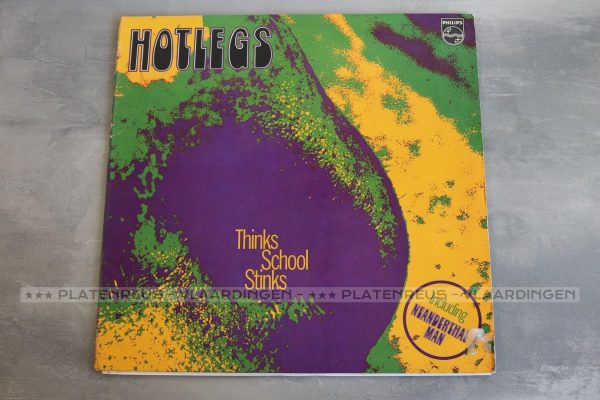 HOTLEGS
PHILIPS
Thinks
School
Stinks
*** PLATENREUS - VLAARDINGEN *** PLATENREUS - VLAARDINGEN
including
NEANDERTHAL
MAN